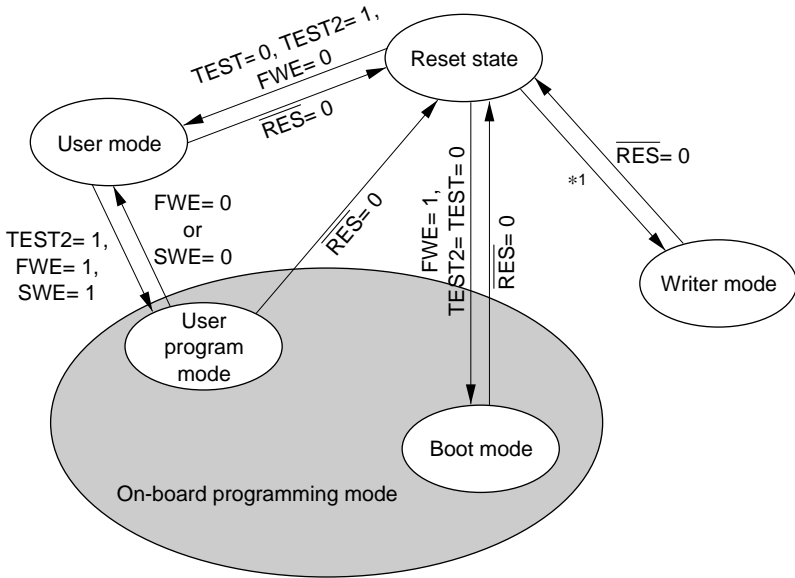 TEST= 0, TEST2= 1,
FWE= 0
Reset state
RES= 0
User mode
RES= 0
*1
FWE= 0
or
SWE= 0
TEST2= 1,
FWE= 1,
SWE= 1
RES= 0
FWE= 1,
TEST2= TEST= 0
RES= 0
Writer mode
User
program
mode
Boot mode
On-board programming mode